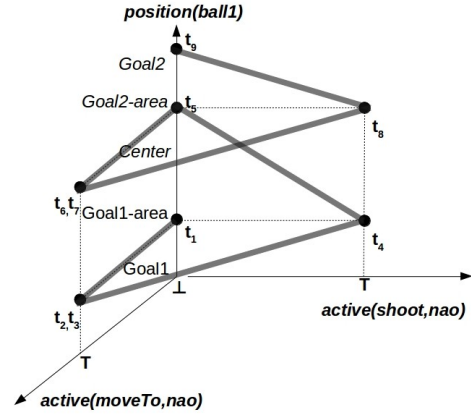 position(ball1)
t9
Goal2
Goal2-area
t5
Center
t8
t6,t7
Goal1-area
t1
t4
Goal1
t2,t3
⊥
T
active(shoot,nao)
T
active(moveTo,nao)